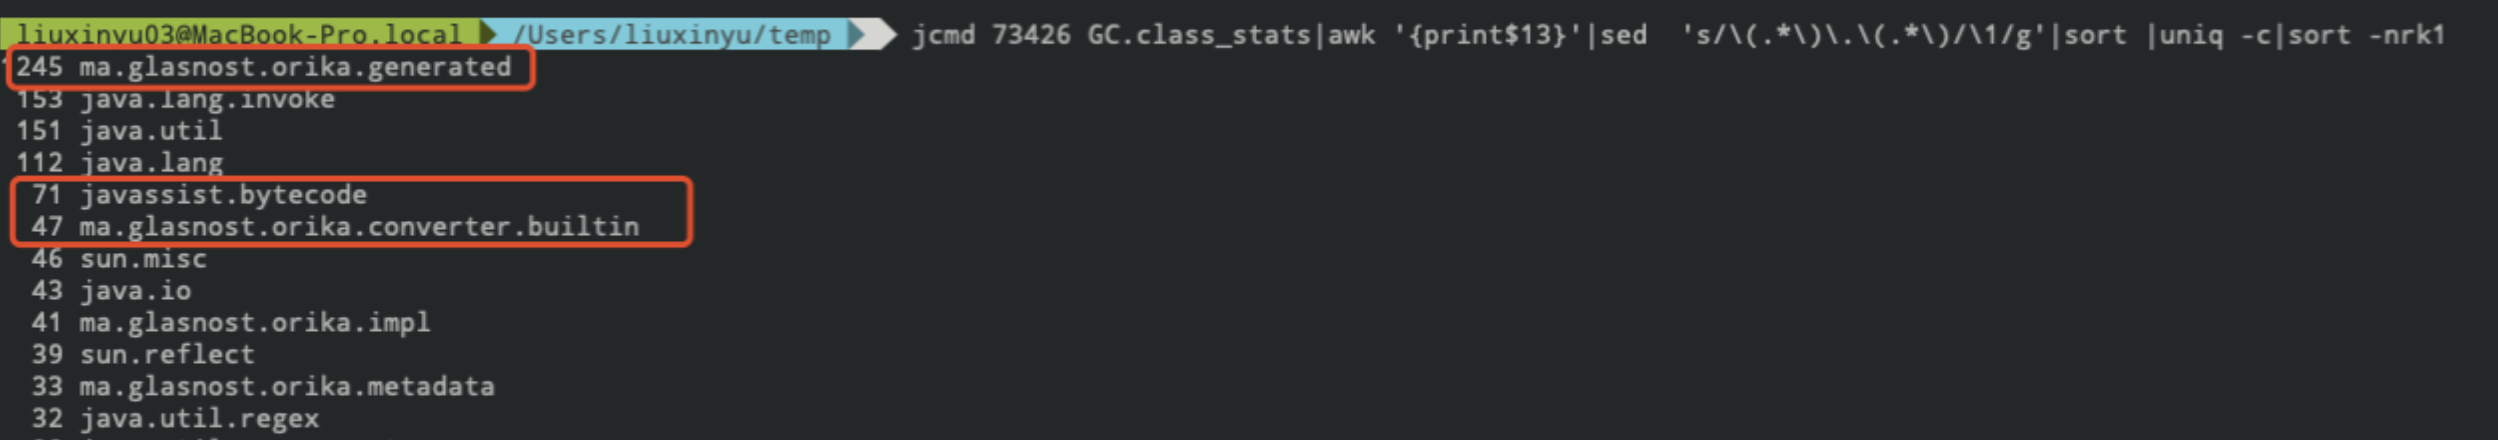 liuxinyu03@MacBook-Pro.local /Users/liuxinyu/temp jcmd 73426 GC.class_stats|awk '{print$13}'|sed  's/\(.*\)\.\(.*\)/\1/g'|sort |uniq -c|sort -nrk1
245 ma.glasnost.orika.generated
153 java.lang.invoke
151 java.util
112 java.lang
71 javassist.bytecode
47 ma.glasnost.orika.converter.builtin
46 sun.misc
43 java.io
41 ma.glasnost.orika.impl
39 sun.reflect
33 ma.glasnost.orika.metadata
32 java.util.regex